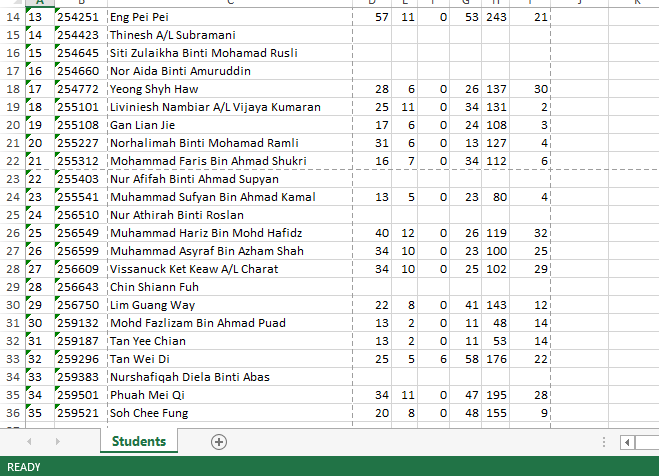 14 13 254251 Eng Pei Pei 57 11 0 53 243 21
15 14 254423 Thinesh A/L Subramani
16 15 254645 Siti Zulaikha Binti Mohamad Rusli
17 16 254660 Nor Aida Binti Amuruddin
18 17 254772 Yeong Shyh Haw 28 6 0 26 137 30
19 18 255101 Liviniesh Nambiar A/L Vijaya Kumaran 25 11 0 34 131 2
20 19 255108 Gan Lian Jie 17 6 0 24 108 3
21 20 255227 Norhalimah Binti Mohamad Ramli 31 6 0 13 127 4
22 21 255312 Mohammad Faris Bin Ahmad Shukri 16 7 0 34 112 6
23 22 255403 Nur Afifah Binti Ahmad Supyan
24 23 255541 Muhammad Sufyan Bin Ahmad Kamal 13 5 0 23 80 4
25 24 256510 Nur Athirah Binti Roslan
26 25 256549 Muhammad Hariz Bin Mohd Hafidz 40 12 0 26 119 32
27 26 256599 Muhammad Asyraf Bin Azham Shah 34 10 0 23 100 25
28 27 256609 Vissanuck Ket Keaw A/L Charat 34 10 0 25 102 29
29 28 256643 Chin Shiann Fuh
30 29 256750 Lim Guang Way 22 8 0 41 143 12
31 30 259132 Mohd Fazlizam Bin Ahmad Puad 13 2 0 11 48 14
32 31 259187 Tan Yee Chian 13 2 0 11 53 14
33 32 259296 Tan Wei Di 25 5 6 58 176 22
34 33 259383 Nurshafiqah Diela Binti Abas
35 34 259501 Phuah Mei Qi 34 11 0 47 195 28
36 35 259521 Soh Chee Fung 20 8 0 48 155 9
Students
READY